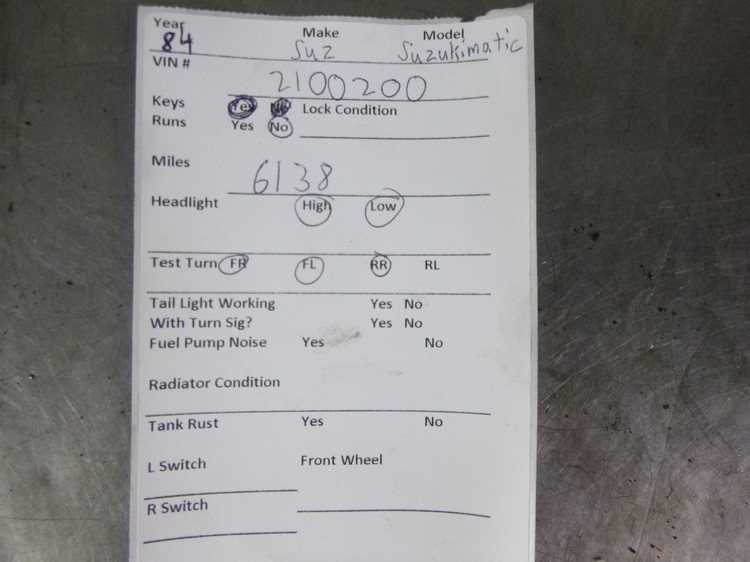 Year Make Model
84 Suz Suzukimatic
VIN #
2100200
Keys Yes No Lock Condition
Runs Yes No
Miles 6138
Headlight High Low
Test Turn FR FL RR RL
Tail Light Working Yes No
With Turn Sig? Yes No
Fuel Pump Noise Yes No
Radiator Condition
Tank Rust Yes No
L Switch Front Wheel
R Switch